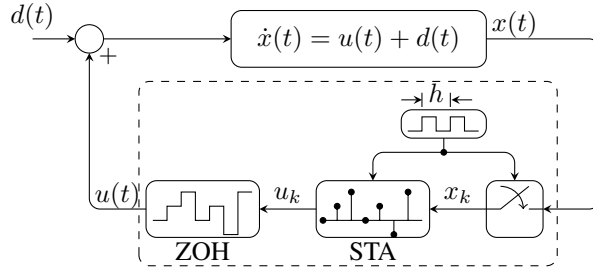 d(t)
+
ẋ(t) = u(t) + d(t)
x(t)
h
u(t)
u_k
x_k
ZOH
STA